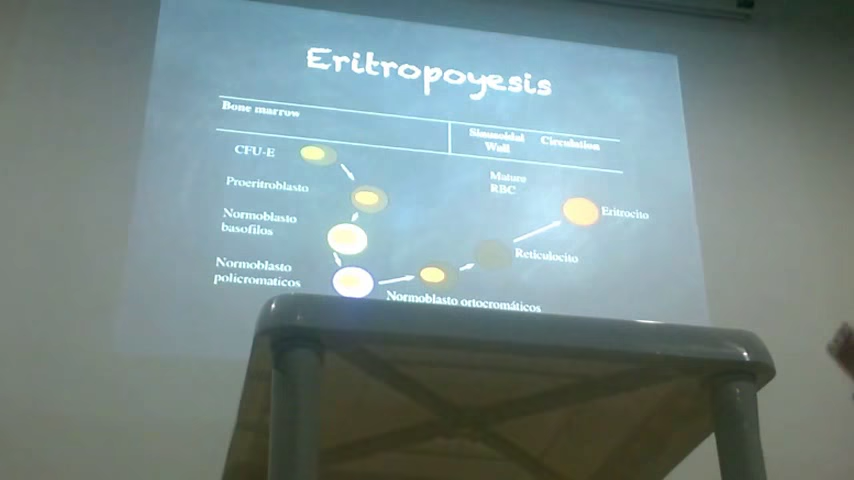 Eritropoyesis
Bone marrow
Sinusoidal
Wall
Circulation
CFU-E
Proeritroblasto
Mature
RBC
Normoblasto
basofilos
Eritrocito
Reticulocito
Normoblasto
policromaticos
Normoblasto ortocromáticos